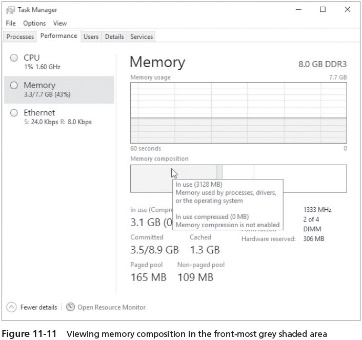 Task Manager
File Options View
Processes Performance Users Details Services
CPU
1% 1.60 GHz
Memory
3.3/7.7 GB (43%)
Ethernet
S: 24.0 Kbps R: 8.0 Kbps
Memory 8.0 GB DDR3
Memory usage 7.7 GB
60 seconds 0
Memory composition
In use (3128 MB)
Memory used by processes, drivers,
or the operating system
In use compressed (0 MB)
Memory compression is not enabled
In use (Compre
3.1 GB (0
1333 MHz
2 of 4
DIMM
Hardware reserved: 306 MB
Committed Cached
3.5/8.9 GB 1.3 GB
Paged pool Non-paged pool
165 MB 109 MB
Fewer details Open Resource Monitor
Figure 11-11 Viewing memory composition in the front-most grey shaded area